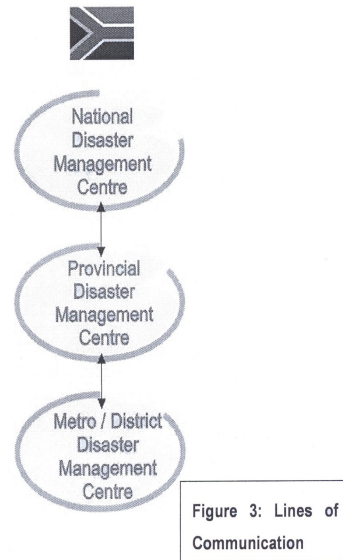 National
Disaster
Management
Centre
Provincial
Disaster
Management
Centre
Metro / District
Disaster
Management
Centre
Figure 3: Lines of
Communication